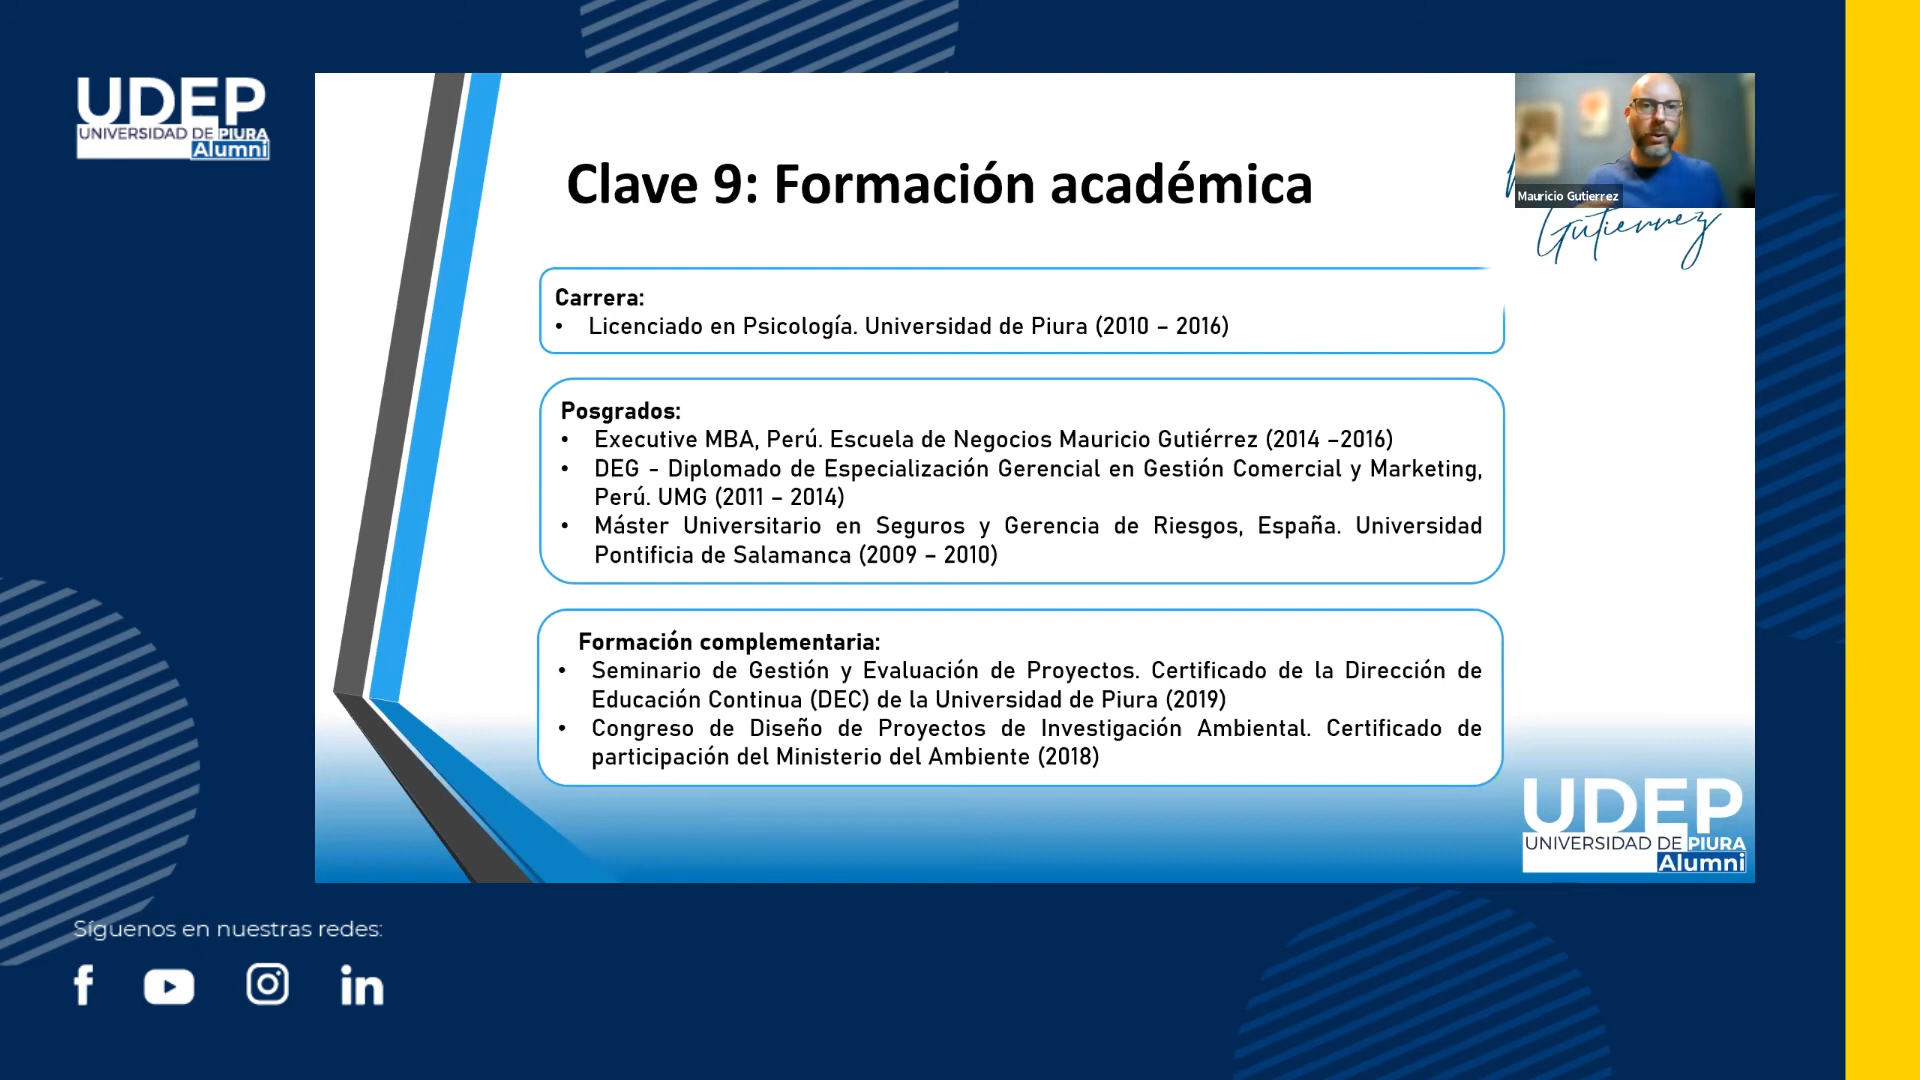 UDEP
UNIVERSIDAD DE PIURA
Alumni
Clave 9: Formación académica
Mauricio Gutierrez
Gutierrez
Carrera:
• Licenciado en Psicología. Universidad de Piura (2010 – 2016)
Posgrados:
• Executive MBA, Perú. Escuela de Negocios Mauricio Gutiérrez (2014 –2016)
• DEG - Diplomado de Especialización Gerencial en Gestión Comercial y Marketing,
Perú. UMG (2011 – 2014)
• Máster Universitario en Seguros y Gerencia de Riesgos, España. Universidad
Pontificia de Salamanca (2009 – 2010)
Formación complementaria:
• Seminario de Gestión y Evaluación de Proyectos. Certificado de la Dirección de
Educación Continua (DEC) de la Universidad de Piura (2019)
• Congreso de Diseño de Proyectos de Investigación Ambiental. Certificado de
participación del Ministerio del Ambiente (2018)
UDEP
UNIVERSIDAD DE PIURA
Alumni
Síguenos en nuestras redes: